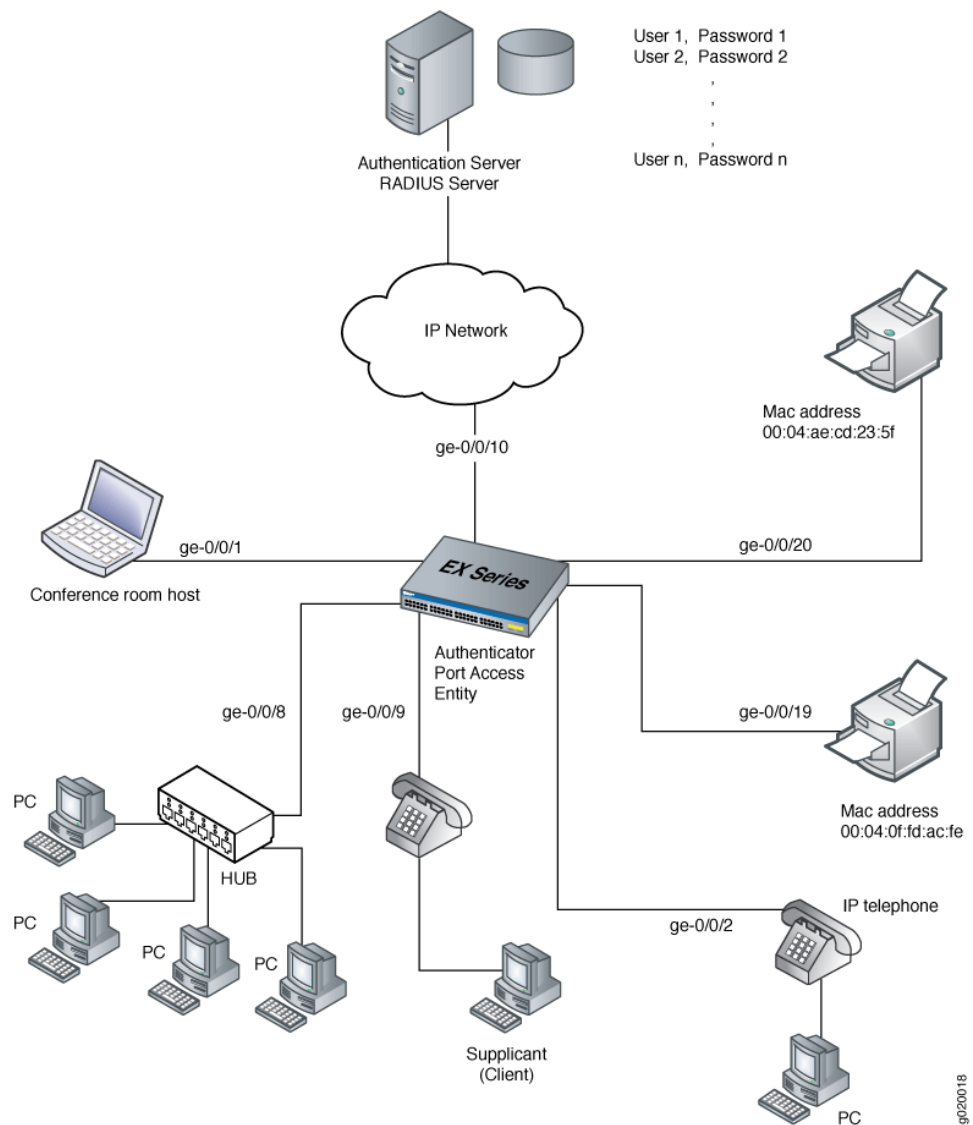 User 1, Password 1
User 2, Password 2
,
,
,
,
User n, Password n
Authentication Server
RADIUS Server
IP Network
Mac address
00:04:ae:cd:23:5f
ge-0/0/10
ge-0/0/1
ge-0/0/20
EX Series
Conference room host
Authenticator
Port Access
Entity
ge-0/0/8
ge-0/0/9
ge-0/0/19
PC
Mac address
00:04:0f:fd:ac:fe
HUB
IP telephone
PC
PC
PC
ge-0/0/2
Supplicant
(Client)
PC
g020018